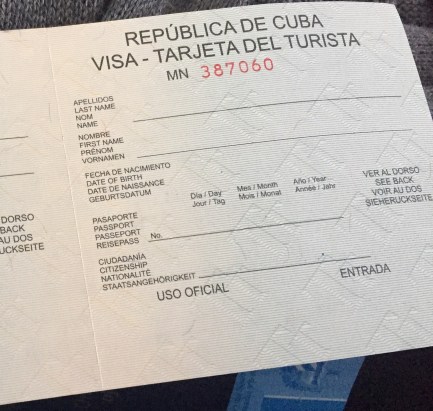 REPÚBLICA DE CUBA
VISA - TARJETA DEL TURISTA
MN 387060
APELLIDOS
LAST NAME
NOM
NAME
NOMBRE
FIRST NAME
PRÉNOM
VORNAMEN
FECHA DE NACIMIENTO
DATE OF BIRTH
DATE DE NAISSANCE
GEBURTSDATUM
Día / Day
Jour / Tag
Mes / Month
Mois / Monat
Año / Year
Année / Jahr
VER AL DORSO
SEE BACK
VOIR AU DOS
SIEHERUCKSEITE
PASAPORTE
PASSPORT
PASSEPORT No.
REISEPASS
CIUDADANÍA
CITIZENSHIP
NATIONALITÉ
STAATSANGEHÖRIGKEIT
USO OFICIAL
ENTRADA
DORSO
BACK
AU DOS
UCKSEITE